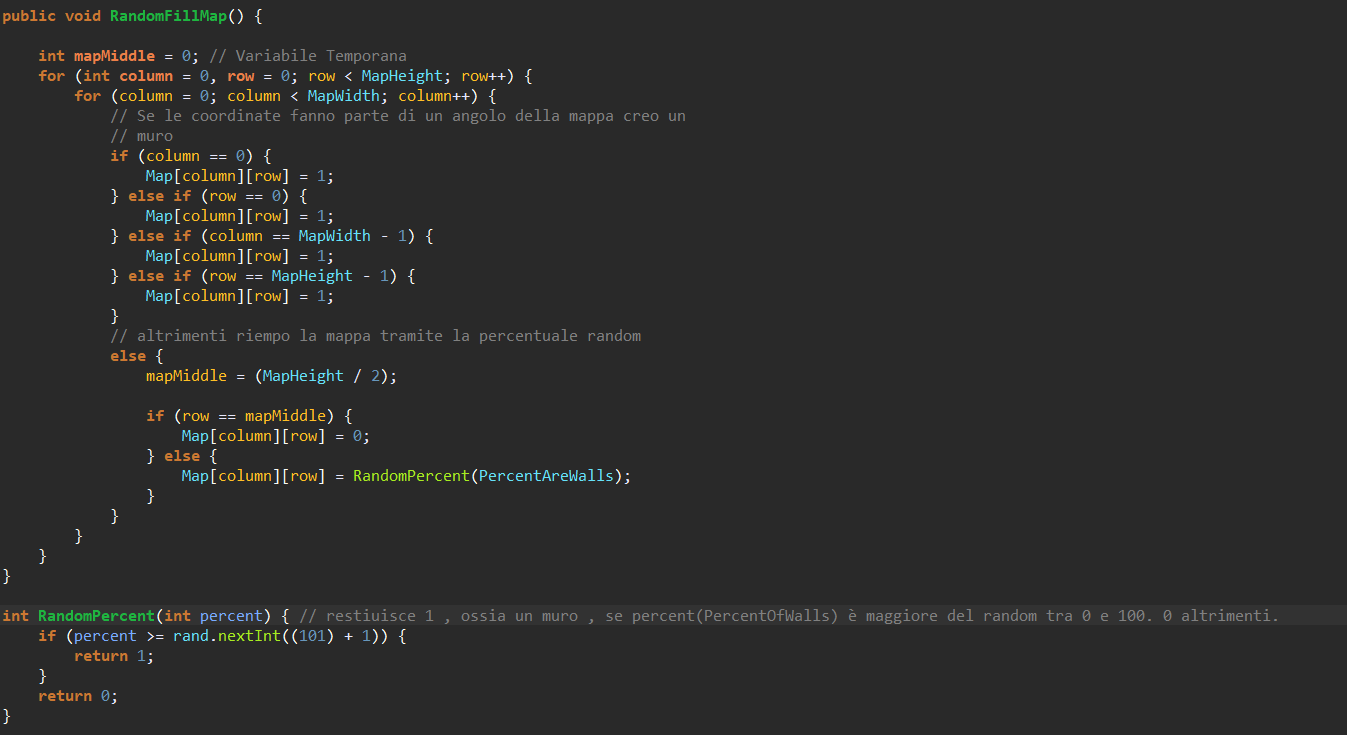 public void RandomFillMap() {
int mapMiddle = 0; // Variabile Temporana
for (int column = 0, row = 0; row < MapHeight; row++) {
for (column = 0; column < MapWidth; column++) {
// Se le coordinate fanno parte di un angolo della mappa creo un
// muro
if (column == 0) {
Map[column][row] = 1;
} else if (row == 0) {
Map[column][row] = 1;
} else if (column == MapWidth - 1) {
Map[column][row] = 1;
} else if (row == MapHeight - 1) {
Map[column][row] = 1;
}
// altrimenti riempo la mappa tramite la percentuale random
else {
mapMiddle = (MapHeight / 2);
if (row == mapMiddle) {
Map[column][row] = 0;
} else {
Map[column][row] = RandomPercent(PercentAreWalls);
}
}
}
}
}
int RandomPercent(int percent) { // restiuisce 1 , ossia un muro , se percent(PercentOfWalls) è maggiore del random tra 0 e 100. 0 altrimenti.
if (percent >= rand.nextInt((101) + 1)) {
return 1;
}
return 0;
}